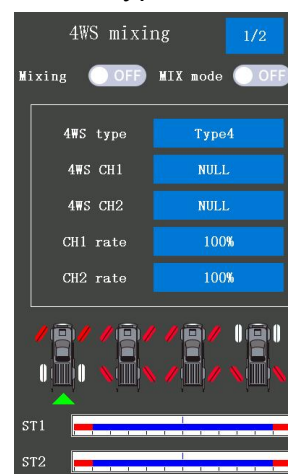 4WS mixing 1/2
Mixing OFF MIX mode OFF
4WS type Type4
4WS CH1 NULL
4WS CH2 NULL
CH1 rate 100%
CH2 rate 100%
ST1
ST2